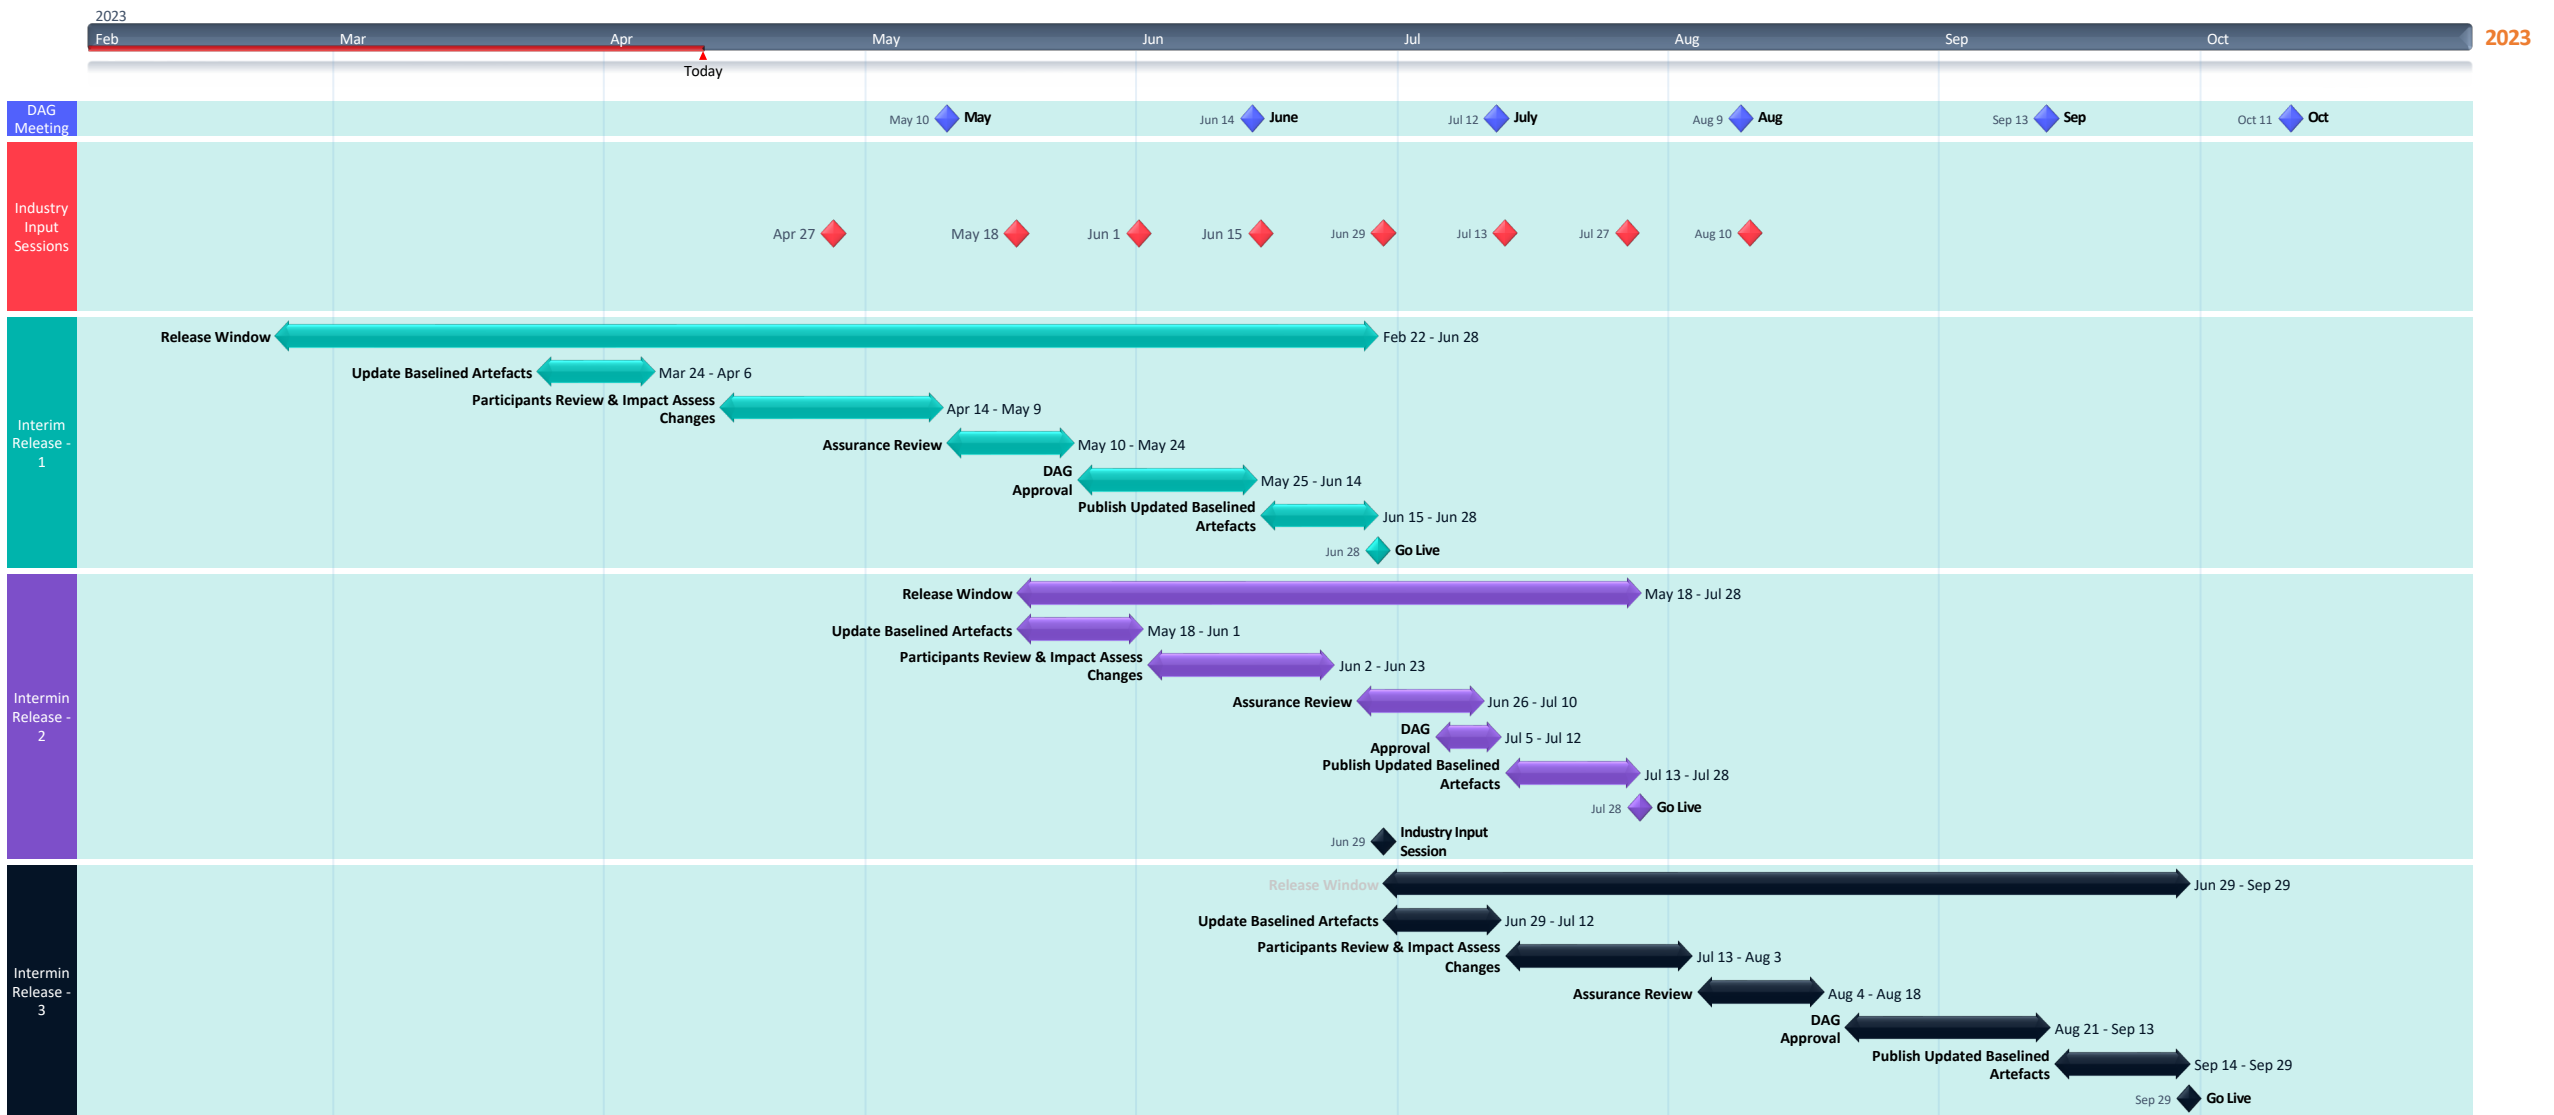 2023
Feb Mar Apr May Jun Jul Aug Sep Oct
2023
Today
DAG
Meeting
May 10 May
Jun 14 June
Jul 12 July
Aug 9 Aug
Sep 13 Sep
Oct 11 Oct
Industry
Input
Sessions
Apr 27
May 18
Jun 1
Jun 15
Jun 29
Jul 13
Jul 27
Aug 10
Interim
Release -
1
Release Window
Feb 22 - Jun 28
Update Baselined Artefacts
Mar 24 - Apr 6
Participants Review & Impact Assess
Changes
Apr 14 - May 9
Assurance Review
May 10 - May 24
DAG
Approval
May 25 - Jun 14
Publish Updated Baselined
Artefacts
Jun 15 - Jun 28
Jun 28 Go Live
Intermin
Release -
2
Release Window
May 18 - Jul 28
Update Baselined Artefacts
May 18 - Jun 1
Participants Review & Impact Assess
Changes
Jun 2 - Jun 23
Assurance Review
Jun 26 - Jul 10
DAG
Approval
Jul 5 - Jul 12
Publish Updated Baselined
Artefacts
Jul 13 - Jul 28
Jul 28 Go Live
Jun 29 Industry Input
Session
Intermin
Release -
3
Release Window
Jun 29 - Sep 29
Update Baselined Artefacts
Jun 29 - Jul 12
Participants Review & Impact Assess
Changes
Jul 13 - Aug 3
Assurance Review
Aug 4 - Aug 18
DAG
Approval
Aug 21 - Sep 13
Publish Updated Baselined
Artefacts
Sep 14 - Sep 29
Sep 29 Go Live